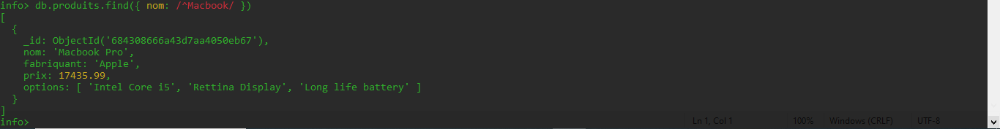 info> db.produits.find({ nom: /^Macbook/ })
[
  {
    _id: ObjectId('684308666a43d7aa4050eb67'),
    nom: 'Macbook Pro',
    fabriquant: 'Apple',
    prix: 17435.99,
    options: [ 'Intel Core i5', 'Rettina Display', 'Long life battery' ]
  }
]
info>
Ln 1, Col 1 100% Windows (CRLF) UTF-8